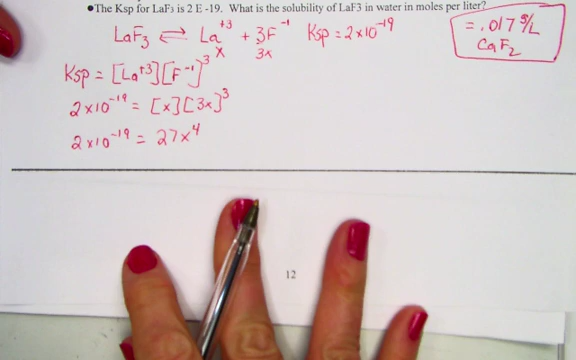 ●The Ksp for LaF3 is 2 E -19. What is the solubility of LaF3 in water in moles per liter?
LaF₃ ⇌ La⁺³ + 3F⁻¹ Ksp = 2×10⁻¹⁹
x 3x
= .017 g/L
CaF₂
Ksp = [La⁺³][F⁻¹]³
2×10⁻¹⁹ = [x][3x]³
2×10⁻¹⁹ = 27x⁴
12